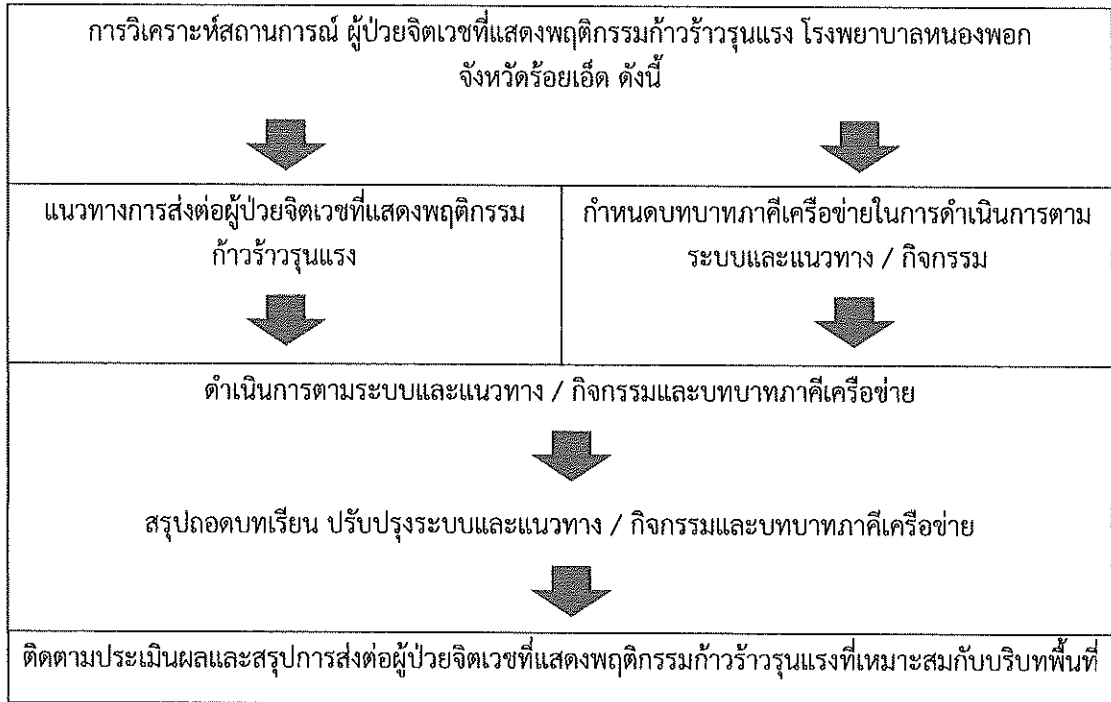 การวิเคราะห์สถานการณ์ ผู้ป่วยจิตเวชที่แสดงพฤติกรรมก้าวร้าวรุนแรง โรงพยาบาลหนองพอก
จังหวัดร้อยเอ็ด ดังนี้
แนวทางการส่งต่อผู้ป่วยจิตเวชที่แสดงพฤติกรรม
ก้าวร้าวรุนแรง
กำหนดบทบาทภาคีเครือข่ายในการดำเนินการตาม
ระบบและแนวทาง / กิจกรรม
ดำเนินการตามระบบและแนวทาง / กิจกรรมและบทบาทภาคีเครือข่าย
สรุปถอดบทเรียน ปรับปรุงระบบและแนวทาง / กิจกรรมและบทบาทภาคีเครือข่าย
ติดตามประเมินผลและสรุปการส่งต่อผู้ป่วยจิตเวชที่แสดงพฤติกรรมก้าวร้าวรุนแรงที่เหมาะสมกับบริบทพื้นที่